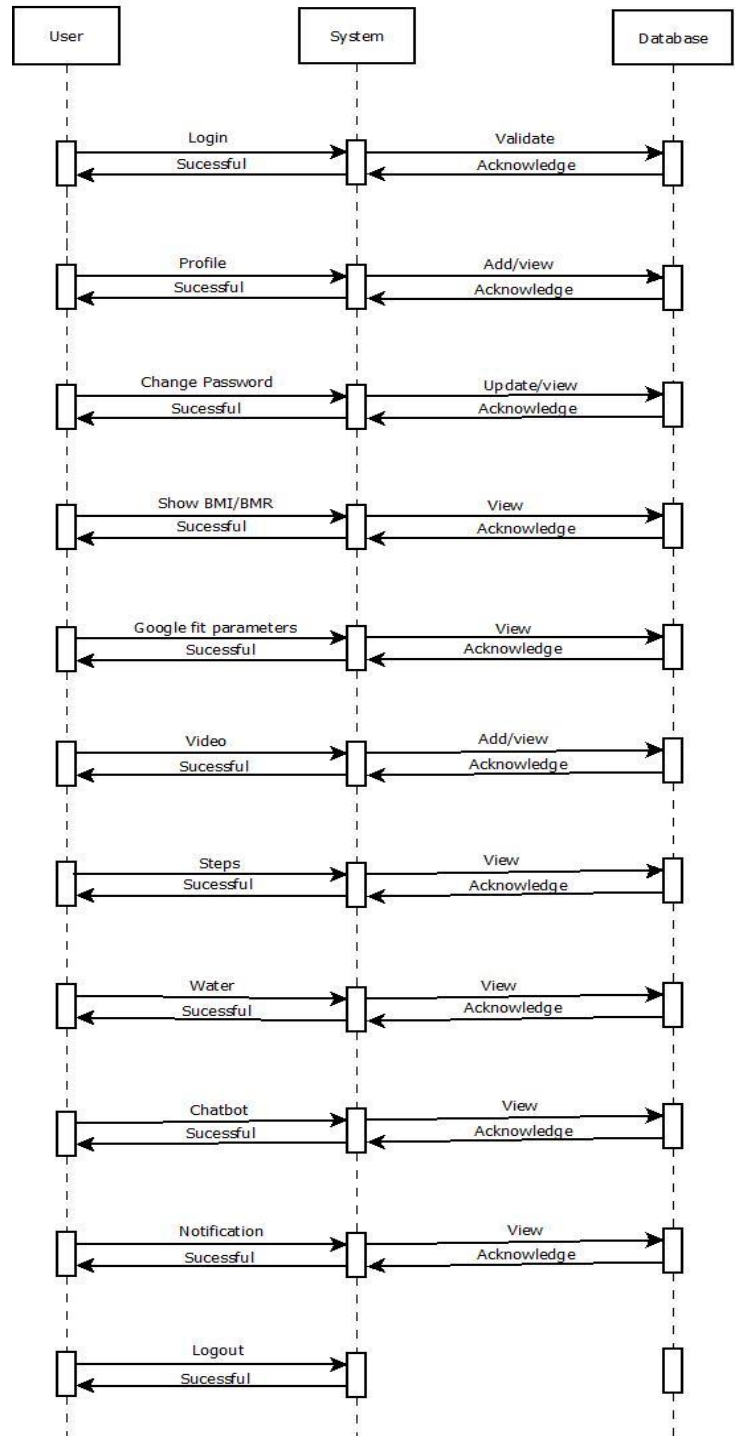 User
System
Database
Login
Validate
Sucessful
Acknowledge
Profile
Add/view
Sucessful
Acknowledge
Change Password
Update/view
Sucessful
Acknowledge
Show BMI/BMR
View
Sucessful
Acknowledge
Google fit parameters
View
Sucessful
Acknowledge
Video
Add/view
Sucessful
Acknowledge
Steps
View
Sucessful
Acknowledge
Water
View
Sucessful
Acknowledge
Chatbot
View
Sucessful
Acknowledge
Notification
View
Sucessful
Acknowledge
Logout
Sucessful